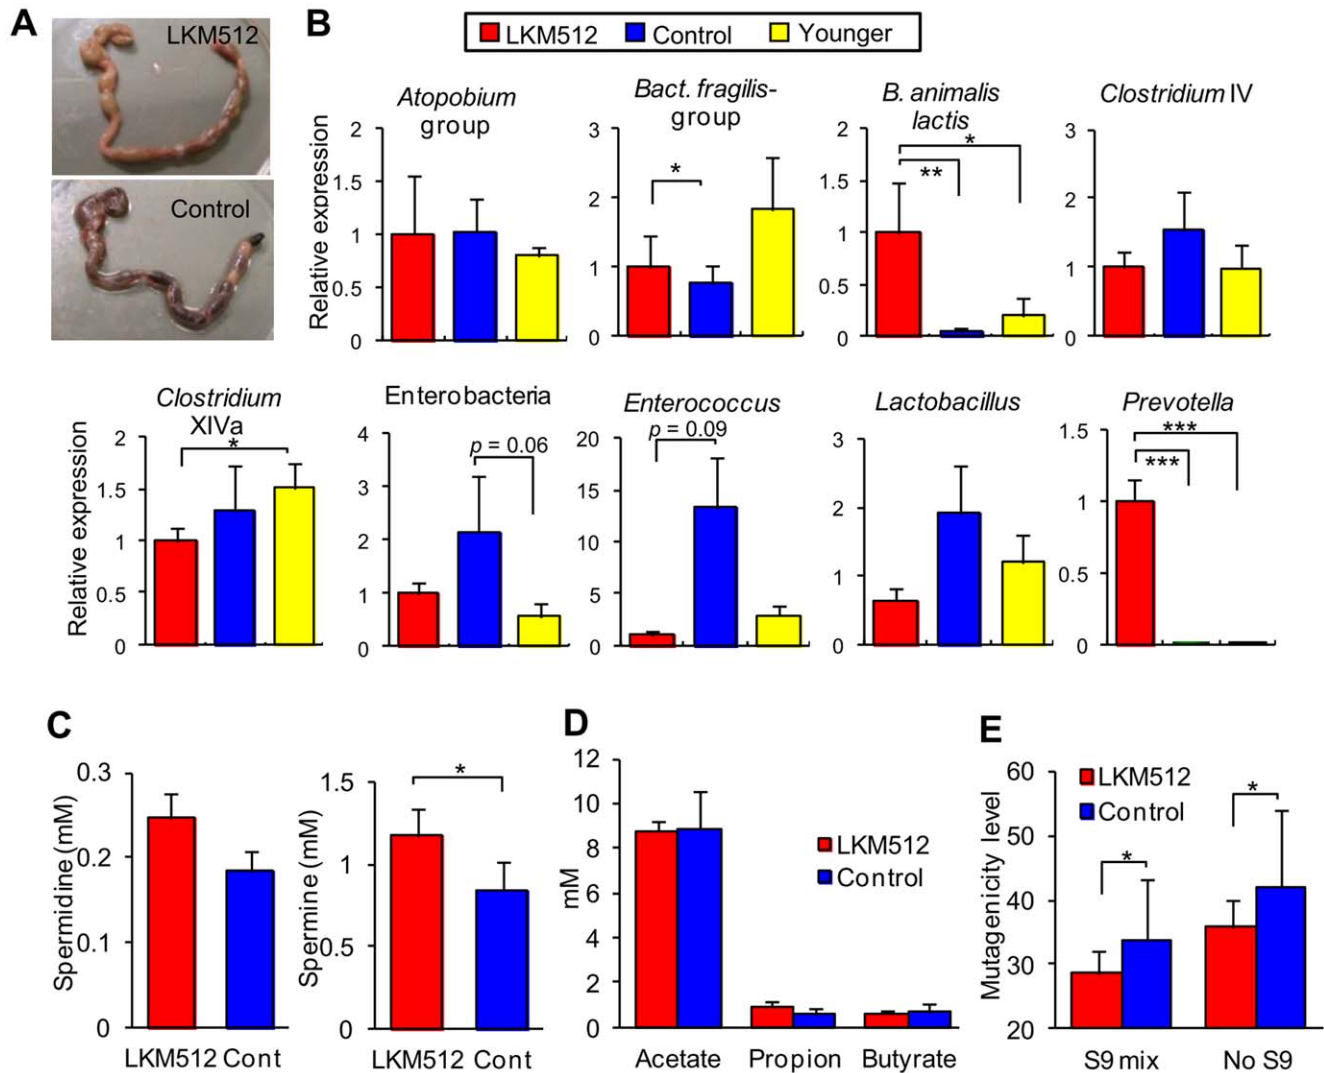 A
LKM512
Control
B
LKM512 Control Younger
Atopobium
group
Relative expression
2
1.5
1
0.5
0
Bact. fragilis-
group
3
2
1
0
*
B. animalis
lactis
2
1.5
1
0.5
0
*
**
Clostridium IV
3
2
1
0
Clostridium
XIVa
Relative expression
2
1.5
1
0.5
0
*
Enterobacteria
4
3
2
1
0
p = 0.06
Enterococcus
20
15
10
5
0
p = 0.09
Lactobacillus
3
2
1
0
Prevotella
1.5
1
0.5
0
***
***
C
Spermidine (mM)
0.3
0.2
0.1
0
LKM512 Cont
Spermine (mM)
1.5
1
0.5
0
*
LKM512 Cont
D
mM
12
10
8
6
4
2
0
LKM512
Control
Acetate Propion Butyrate
E
Mutagenicity level
60
50
40
30
20
LKM512
Control
*
*
S9 mix No S9